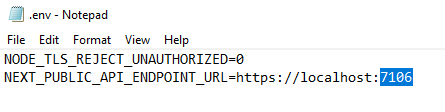 .env - Notepad
File Edit Format View Help
NODE_TLS_REJECT_UNAUTHORIZED=0
NEXT_PUBLIC_API_ENDPOINT_URL=https://localhost:7106